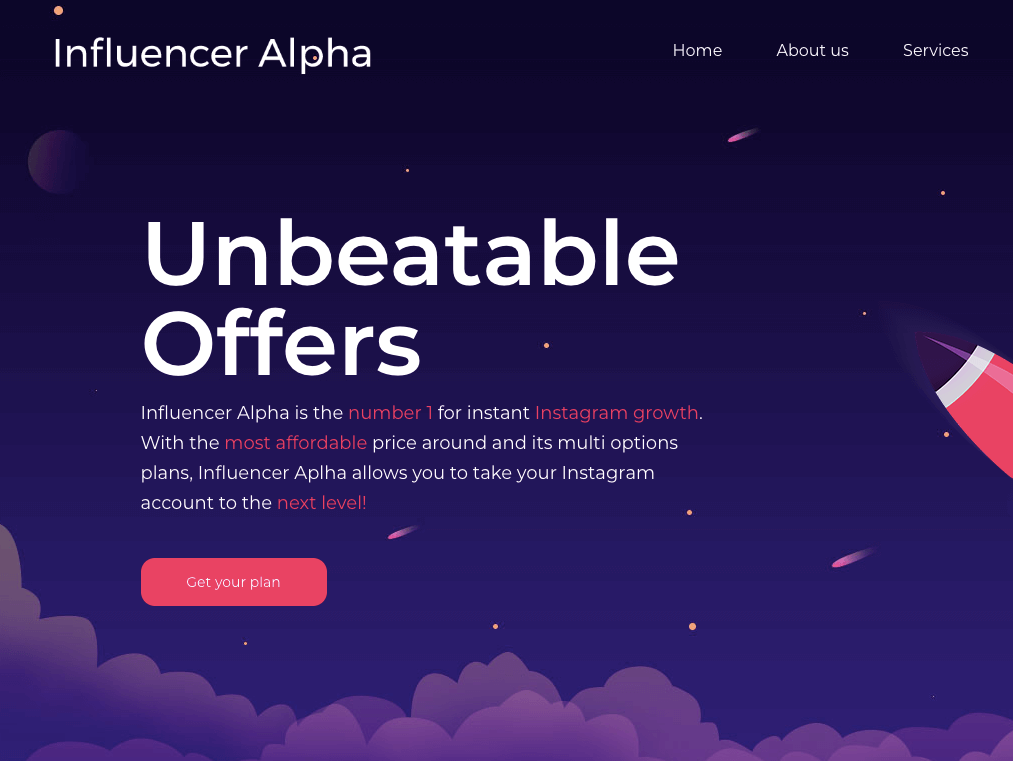 Influencer Alpha
Home About us Services
Unbeatable
Offers
Influencer Alpha is the number 1 for instant Instagram growth.
With the most affordable price around and its multi options
plans, Influencer Aplha allows you to take your Instagram
account to the next level!
Get your plan